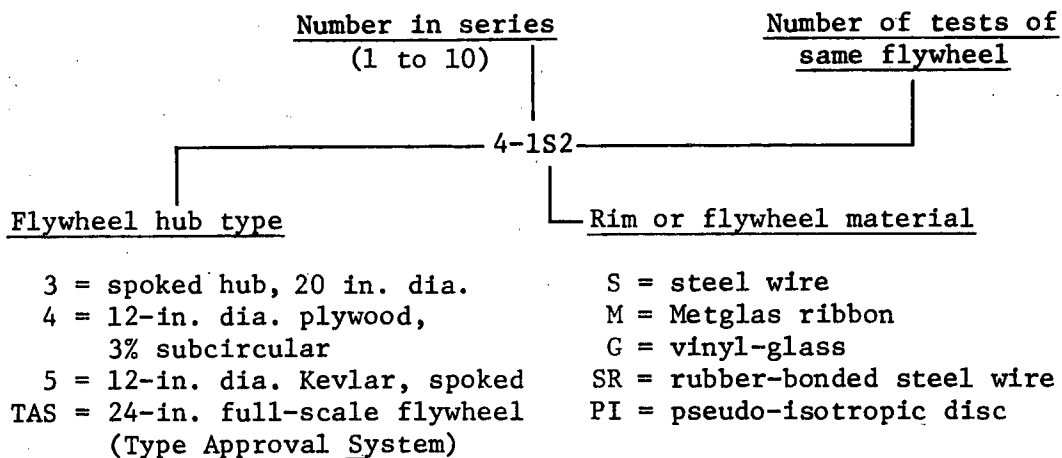 Number in series
(1 to 10)
Number of tests of
same flywheel
4-1S2
Flywheel hub type
3 = spoked hub, 20 in. dia.
4 = 12-in. dia. plywood,
3% subcircular
5 = 12-in. dia. Kevlar, spoked
TAS = 24-in. full-scale flywheel
(Type Approval System)
Rim or flywheel material
S = steel wire
M = Metglas ribbon
G = vinyl-glass
SR = rubber-bonded steel wire
PI = pseudo-isotropic disc